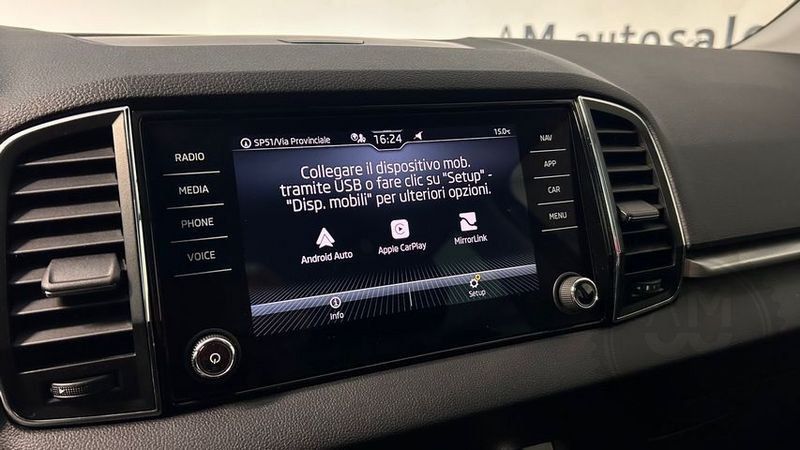 AM autosale
SP51/Via Provinciale
16:24
15.0°C
RADIO
MEDIA
PHONE
VOICE
Collegare il dispositivo mob.
tramite USB o fare clic su "Setup" -
"Disp. mobili" per ulteriori opzioni.
Android Auto
Apple CarPlay
MirrorLink
Info
Setup
NAV
APP
CAR
MENU
AM